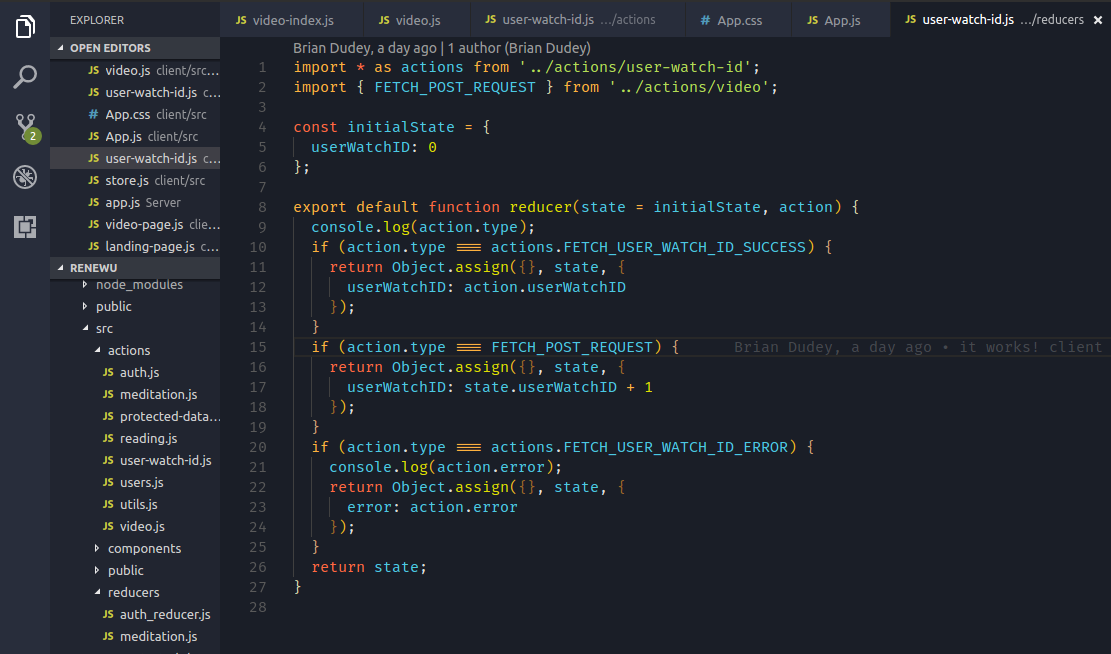 EXPLORER
OPEN EDITORS
JS video.js client/src...
JS user-watch-id.js c...
# App.css client/src
JS App.js client/src
JS user-watch-id.js c...
JS store.js client/src
JS app.js Server
JS video-page.js clie...
JS landing-page.js c...
RENEWU
node_modules
public
src
actions
JS auth.js
JS meditation.js
JS protected-data...
JS reading.js
JS user-watch-id.js
JS users.js
JS utils.js
JS video.js
components
public
reducers
JS auth_reducer.js
JS meditation.js
2
JS video-index.js
JS video.js
JS user-watch-id.js .../actions
# App.css
JS App.js
JS user-watch-id.js .../reducers ×
Brian Dudey, a day ago | 1 author (Brian Dudey)
1 import * as actions from '../actions/user-watch-id';
2 import { FETCH_POST_REQUEST } from '../actions/video';
3
4 const initialState = {
5 userWatchID: 0
6 };
7
8 export default function reducer(state = initialState, action) {
9 console.log(action.type);
10 if (action.type === actions.FETCH_USER_WATCH_ID_SUCCESS) {
11 return Object.assign({}, state, {
12 userWatchID: action.userWatchID
13 });
14 }
15 if (action.type === FETCH_POST_REQUEST) { Brian Dudey, a day ago • it works! client
16 return Object.assign({}, state, {
17 userWatchID: state.userWatchID + 1
18 });
19 }
20 if (action.type === actions.FETCH_USER_WATCH_ID_ERROR) {
21 console.log(action.error);
22 return Object.assign({}, state, {
23 error: action.error
24 });
25 }
26 return state;
27 }
28